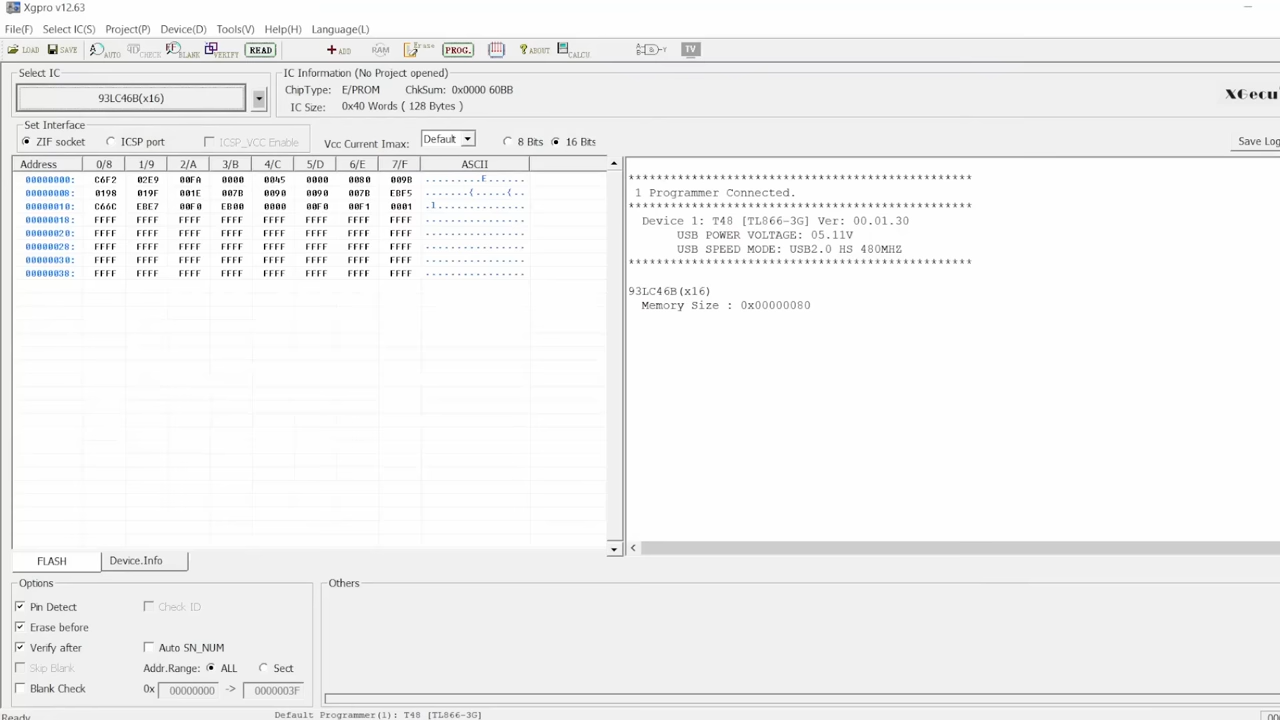 Xgpro v12.63
File(F) Select IC(S) Project(P) Device(D) Tools(V) Help(H) Language(L)
LOAD SAVE AUTO CHECK BLANK VERIFY READ ADD RAM Erase PROG. ABOUT CALCU. TV
Select IC
93LC46B(x16)
IC Information (No Project opened)
ChipType: E/PROM ChkSum: 0x0000 60BB
IC Size: 0x40 Words ( 128 Bytes )
XGecu
Set Interface
ZIF socket ICSP port ICSP_VCC Enable Vcc Current Imax: Default 8 Bits 16 Bits
Save Log
Address 0/8 1/9 2/A 3/B 4/C 5/D 6/E 7/F ASCII
00000000: C6F2 02E9 00FA 0000 0045 0000 0080 009B .........E......
00000008: 0198 019F 001E 007B 0090 0090 007B EBF5 .......{.....{..
00000010: C66C EBE7 00F0 EB00 0000 00F0 00F1 0001 .l..............
00000018: FFFF FFFF FFFF FFFF FFFF FFFF FFFF FFFF ................
00000020: FFFF FFFF FFFF FFFF FFFF FFFF FFFF FFFF ................
00000028: FFFF FFFF FFFF FFFF FFFF FFFF FFFF FFFF ................
00000030: FFFF FFFF FFFF FFFF FFFF FFFF FFFF FFFF ................
00000038: FFFF FFFF FFFF FFFF FFFF FFFF FFFF FFFF ................
*************************************************
1 Programmer Connected.
*************************************************
Device 1: T48 [TL866-3G] Ver: 00.01.30
USB POWER VOLTAGE: 05.11V
USB SPEED MODE: USB2.0 HS 480MHZ
*************************************************
93LC46B(x16)
Memory Size : 0x00000080
FLASH Device.Info
Options
Pin Detect Check ID
Erase before
Verify after Auto SN_NUM
Skip Blank Addr.Range: ALL Sect
Blank Check 0x 00000000 -> 0000003F
Others
Ready Default Programmer(1): T48 [TL866-3G]